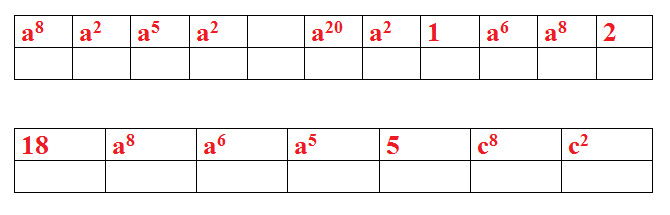 a⁸ a² a⁵ a² a²⁰ a² 1 a⁶ a⁸ 2
18 a⁸ a⁶ a⁵ 5 c⁸ c²